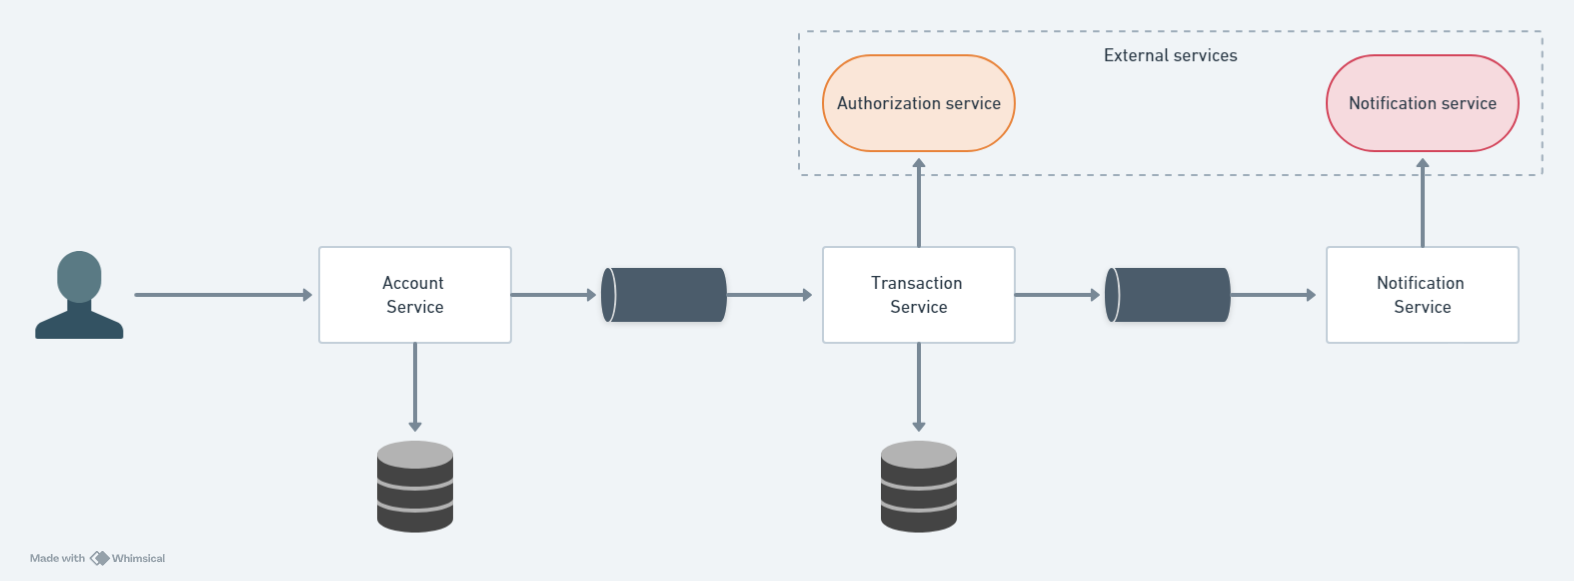 External services
Authorization service
Notification service
Account
Service
Transaction
Service
Notification
Service
Made with Whimsical